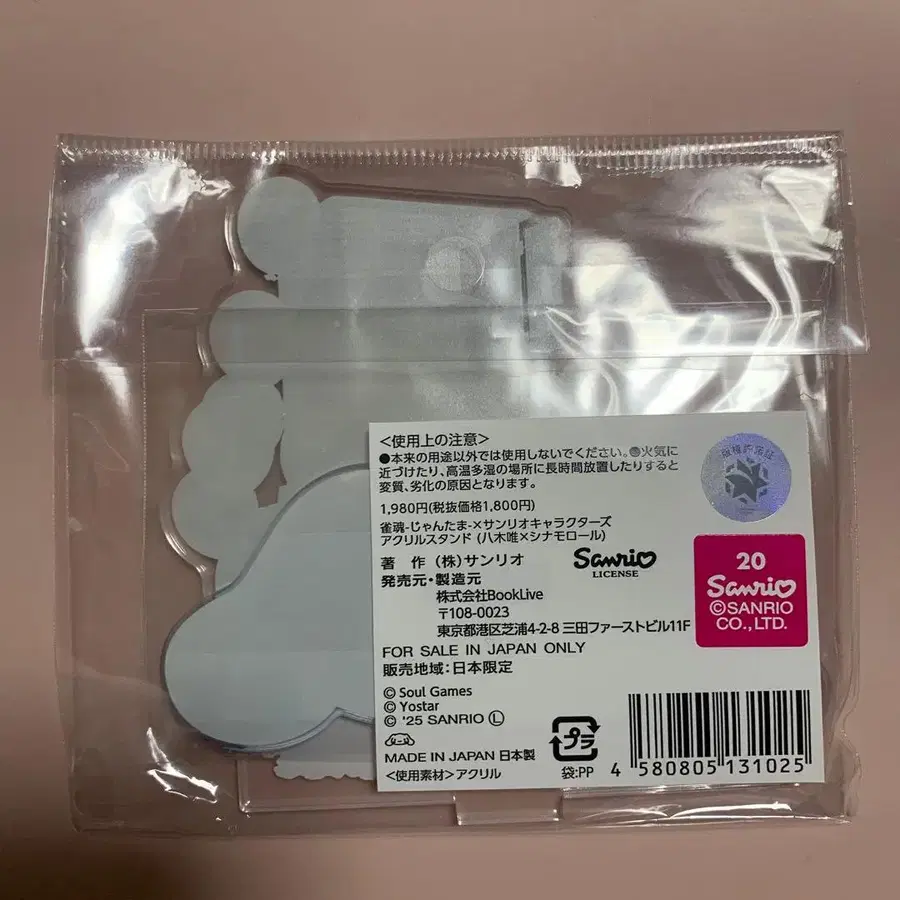 <使用上の注意>
●本来の用途以外では使用しないでください。●火気に
近づけたり、高温多湿の場所に長時間放置したりすると
変質、劣化の原因となります。
1,980円(税抜価格1,800円)
雀魂-じゃんたま-×サンリオキャラクターズ
アクリルスタンド (八木唯×シナモロール)
著 作 (株)サンリオ
Sanrio
LICENSE
発売元・製造元
株式会社BookLive
〒108-0023
東京都港区芝浦4-2-8 三田ファーストビル11F
FOR SALE IN JAPAN ONLY
販売地域:日本限定
© Soul Games
© Yostar
© '25 SANRIO Ⓛ
MADE IN JAPAN 日本製
<使用素材>アクリル
プラ
袋:PP
4 580805 131025
版権許諾証
20
Sanrio
©SANRIO
CO., LTD.